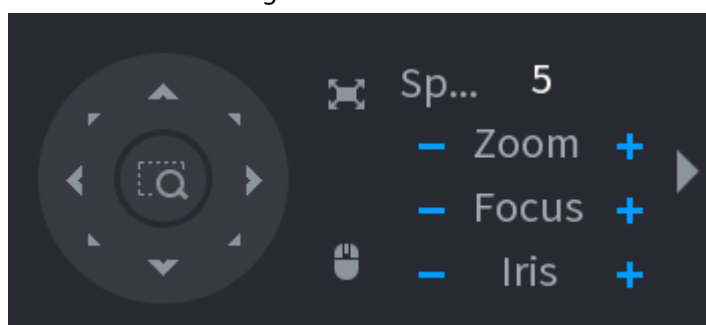 Sp... 5
– Zoom +
– Focus +
– Iris +